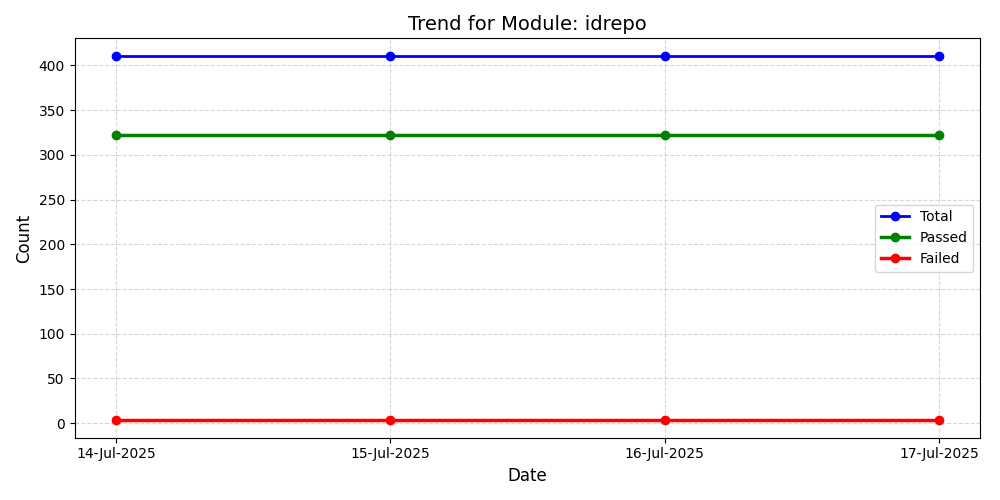 Trend for Module: idrepo
400
350
300
250
200
150
100
50
0
Count
Total
Passed
Failed
14-Jul-2025
15-Jul-2025
16-Jul-2025
17-Jul-2025
Date